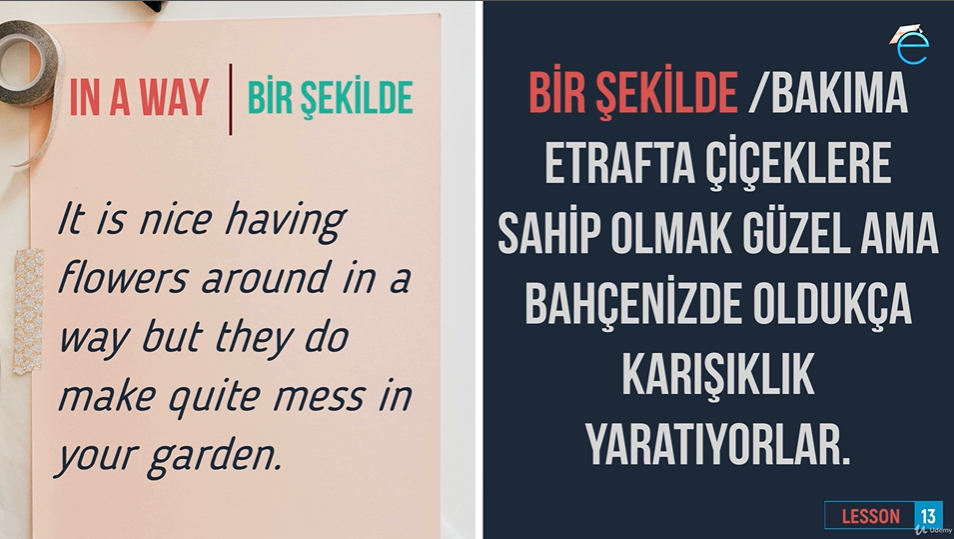 IN A WAY | BİR ŞEKİLDE
It is nice having
flowers around in a
way but they do
make quite mess in
your garden.
e
BİR ŞEKİLDE /BAKIMA
ETRAFTA ÇİÇEKLERE
SAHİP OLMAK GÜZEL AMA
BAHÇENİZDE OLDUKÇA
KARIŞIKLIK
YARATIYORLAR.
LESSON 13
Udemy